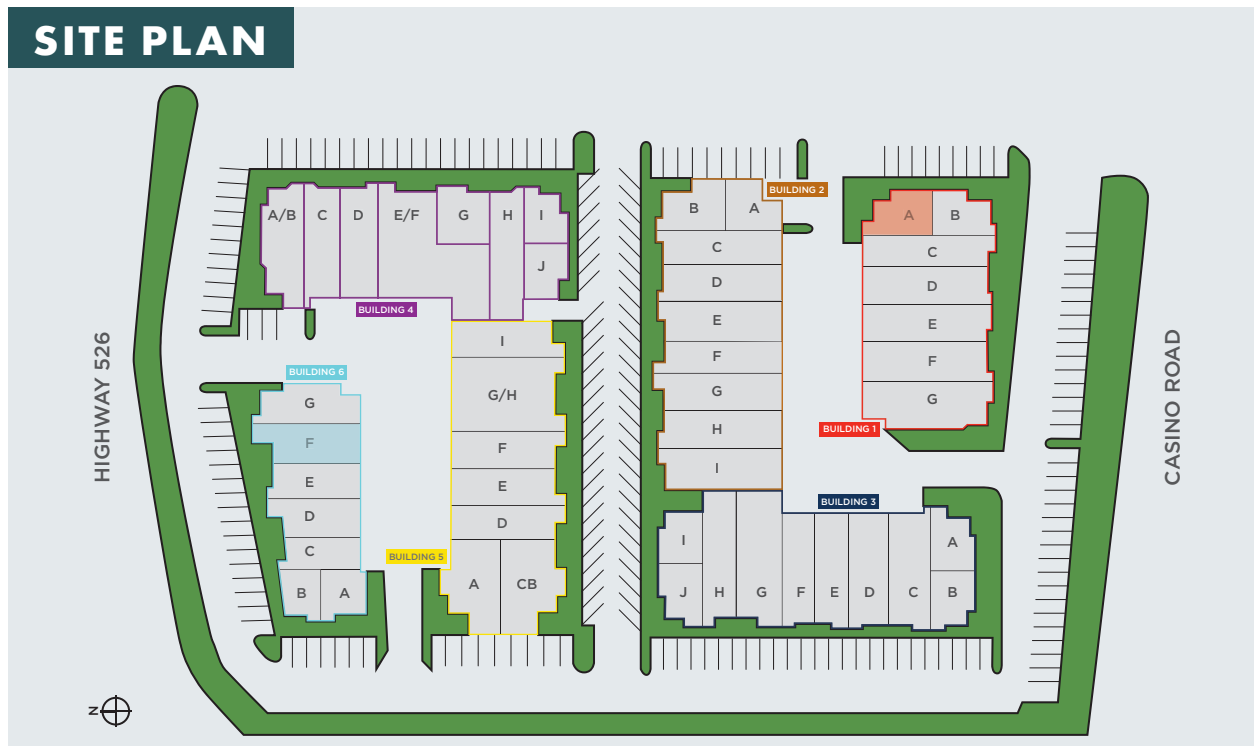 SITE PLAN
HIGHWAY 526
CASINO ROAD
BUILDING 4
A/B
C
D
E/F
G
H
I
J
BUILDING 6
G
F
E
D
C
B
A
BUILDING 5
I
G/H
F
E
D
A
CB
BUILDING 2
B
A
C
D
E
F
G
H
I
BUILDING 1
A
B
C
D
E
F
G
BUILDING 3
I
J
H
G
F
E
D
C
A
B
N